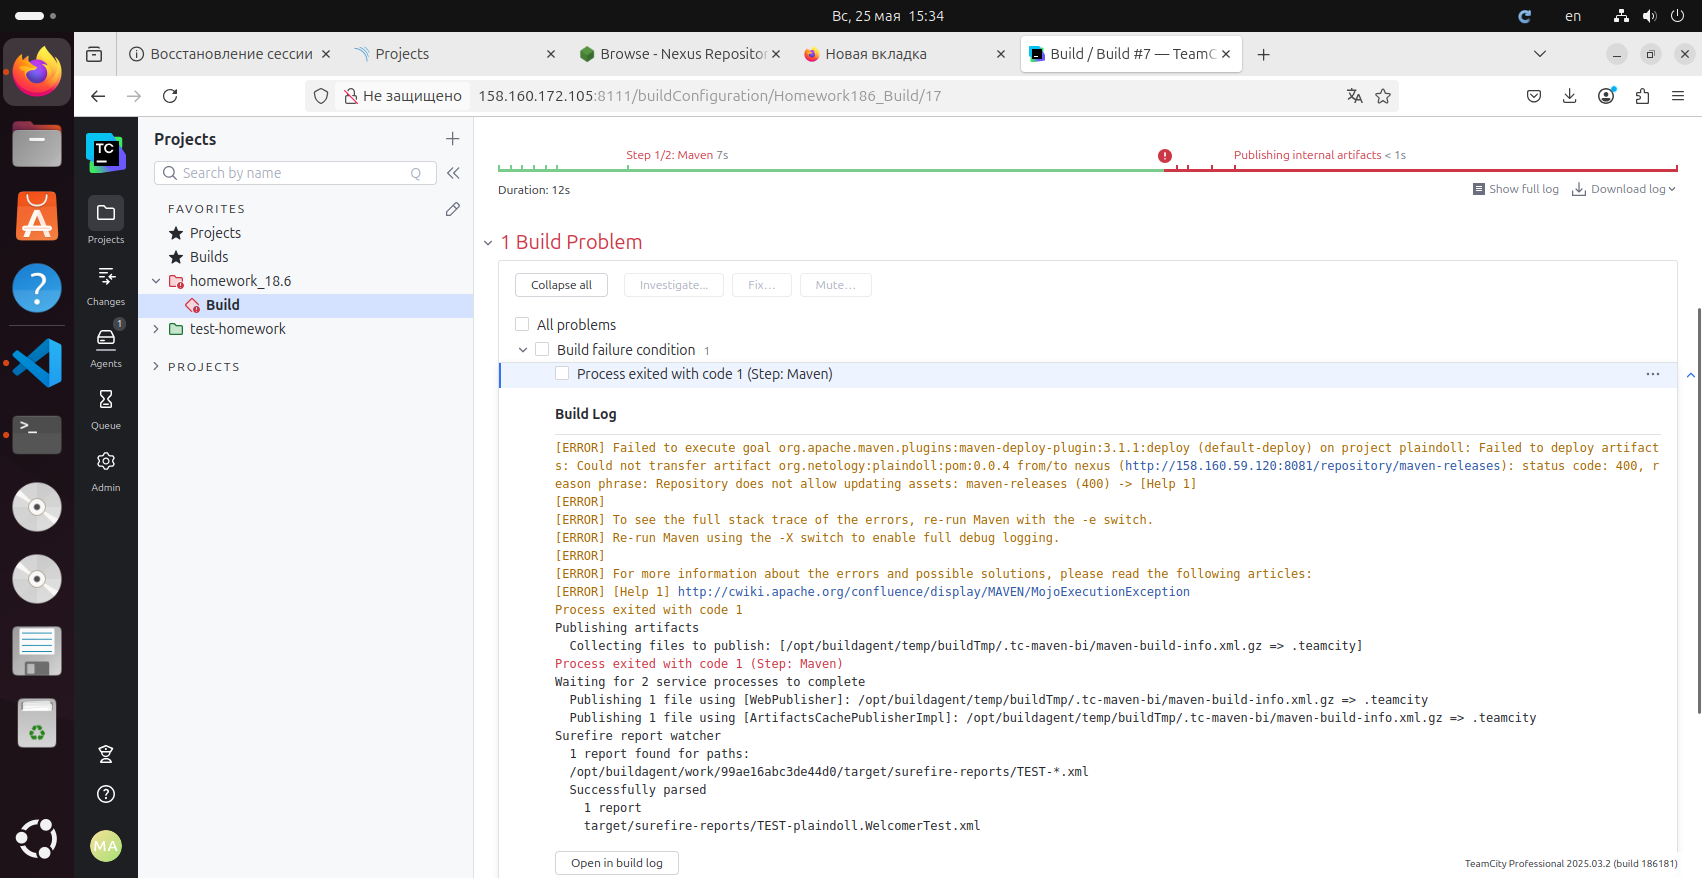 Вс, 25 мая  15:34
en
Восстановление сессии
Projects
Browse - Nexus Repositor
Новая вкладка
Build / Build #7 — TeamC
Не защищено
158.160.172.105:8111/buildConfiguration/Homework186_Build/17
TC
Projects
Changes
1
Agents
Queue
Admin
MA
Projects
Search by name
Q
FAVORITES
Projects
Builds
homework_18.6
Build
test-homework
PROJECTS
Step 1/2: Maven 7s
Publishing internal artifacts < 1s
Duration: 12s
Show full log
Download log
1 Build Problem
Collapse all
Investigate...
Fix...
Mute...
All problems
Build failure condition 1
Process exited with code 1 (Step: Maven)
Build Log
[ERROR] Failed to execute goal org.apache.maven.plugins:maven-deploy-plugin:3.1.1:deploy (default-deploy) on project plaindoll: Failed to deploy artifact
s: Could not transfer artifact org.netology:plaindoll:pom:0.0.4 from/to nexus (http://158.160.59.120:8081/repository/maven-releases): status code: 400, r
eason phrase: Repository does not allow updating assets: maven-releases (400) -> [Help 1]
[ERROR]
[ERROR] To see the full stack trace of the errors, re-run Maven with the -e switch.
[ERROR] Re-run Maven using the -X switch to enable full debug logging.
[ERROR]
[ERROR] For more information about the errors and possible solutions, please read the following articles:
[ERROR] [Help 1] http://cwiki.apache.org/confluence/display/MAVEN/MojoExecutionException
Process exited with code 1
Publishing artifacts
Collecting files to publish: [/opt/buildagent/temp/buildTmp/.tc-maven-bi/maven-build-info.xml.gz => .teamcity]
Process exited with code 1 (Step: Maven)
Waiting for 2 service processes to complete
Publishing 1 file using [WebPublisher]: /opt/buildagent/temp/buildTmp/.tc-maven-bi/maven-build-info.xml.gz => .teamcity
Publishing 1 file using [ArtifactsCachePublisherImpl]: /opt/buildagent/temp/buildTmp/.tc-maven-bi/maven-build-info.xml.gz => .teamcity
Surefire report watcher
1 report found for paths:
/opt/buildagent/work/99ae16abc3de44d0/target/surefire-reports/TEST-*.xml
Successfully parsed
1 report
target/surefire-reports/TEST-plaindoll.WelcomerTest.xml
Open in build log
TeamCity Professional 2025.03.2 (build 186181)